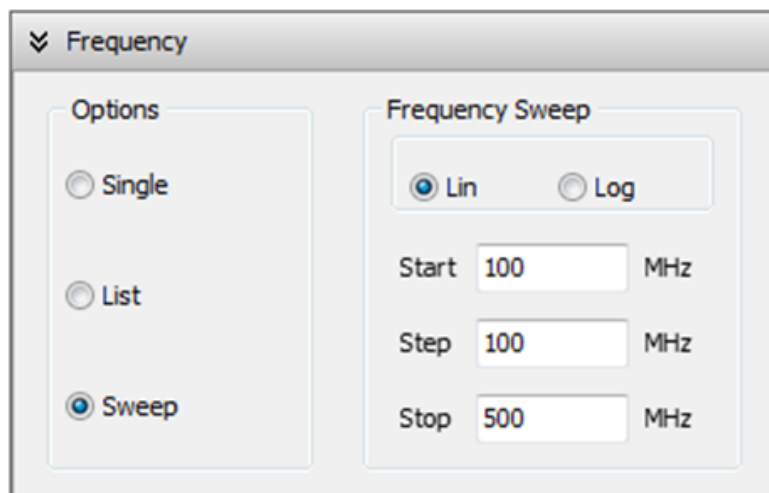 Frequency
Options
Single
List
Sweep
Frequency Sweep
Lin Log
Start 100 MHz
Step 100 MHz
Stop 500 MHz